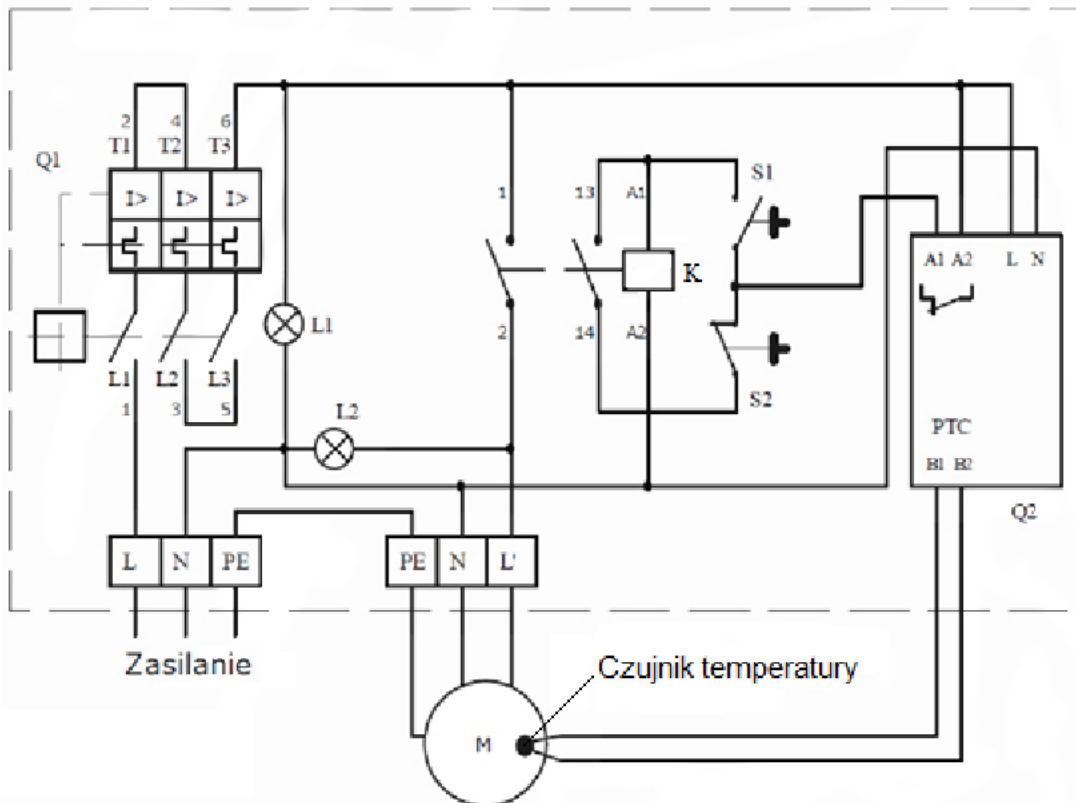 2 4 6
Q1 T1 T2 T3
I> I> I>
1 13 A1 S1
K
A1 A2 L N
L1
2 14 A2
L1 L2 L3
1 3 5
S2
L2
PTC
B1 B2
Q2
L N PE PE N L'
Zasilanie
Czujnik temperatury
M